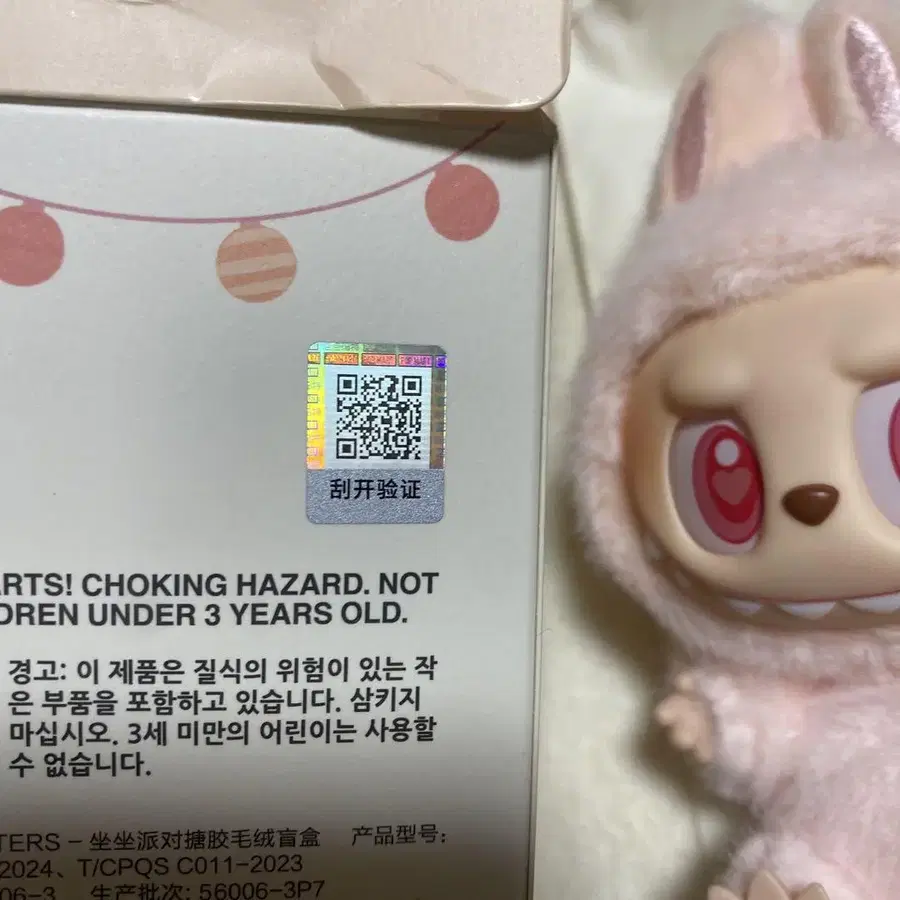 刮开验证
ARTS! CHOKING HAZARD. NOT
DREN UNDER 3 YEARS OLD.
경고: 이 제품은 질식의 위험이 있는 작
은 부품을 포함하고 있습니다. 삼키지
마십시오. 3세 미만의 어린이는 사용할
수 없습니다.
TERS – 坐坐派对搪胶毛绒盲盒 产品型号:
2024、T/CPQS C011-2023
06-3 生产批次: 56006-3P7